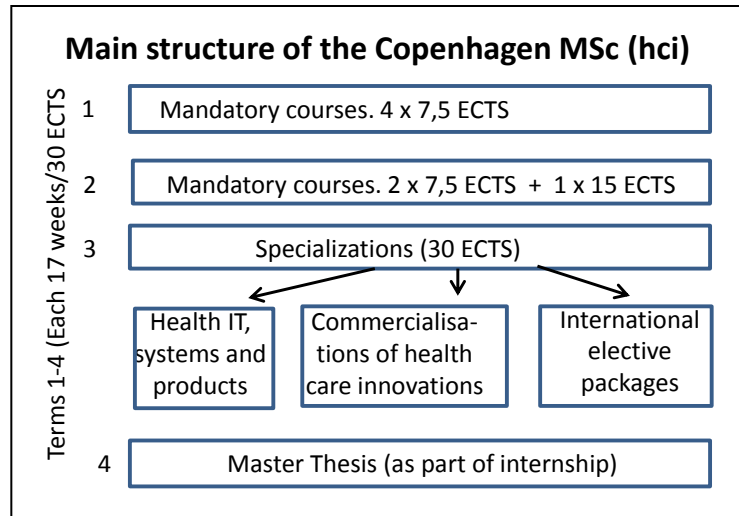 Main structure of the Copenhagen MSc (hci)
Terms 1-4 (Each 17 weeks/30 ECTS
1 Mandatory courses. 4 x 7,5 ECTS
2 Mandatory courses. 2 x 7,5 ECTS + 1 x 15 ECTS
3 Specializations (30 ECTS)
Health IT,
systems and
products
Commercialisa-
tions of health
care innovations
International
elective
packages
4 Master Thesis (as part of internship)